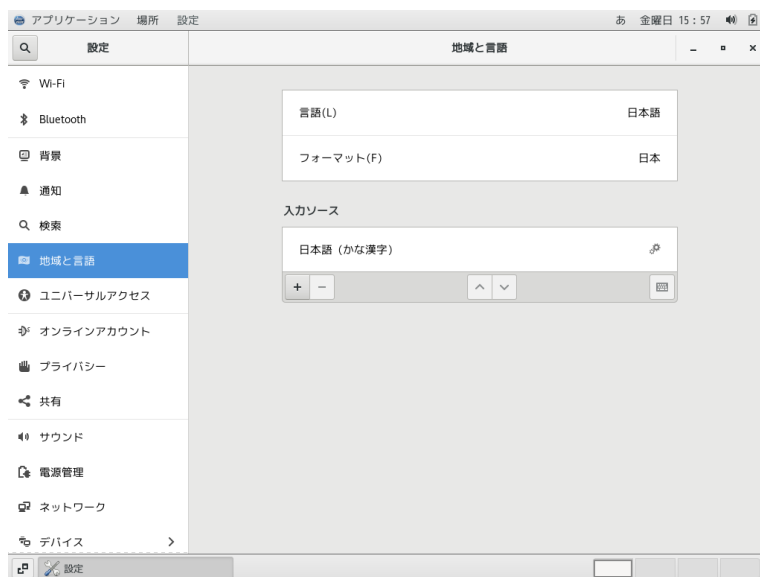 アプリケーション 場所 設定 あ 金曜日 15：57
設定 地域と言語
Wi-Fi
Bluetooth
背景
通知
検索
地域と言語
ユニバーサルアクセス
オンラインアカウント
プライバシー
共有
サウンド
電源管理
ネットワーク
デバイス
言語(L) 日本語
フォーマット(F) 日本
入力ソース
日本語 (かな漢字)
設定